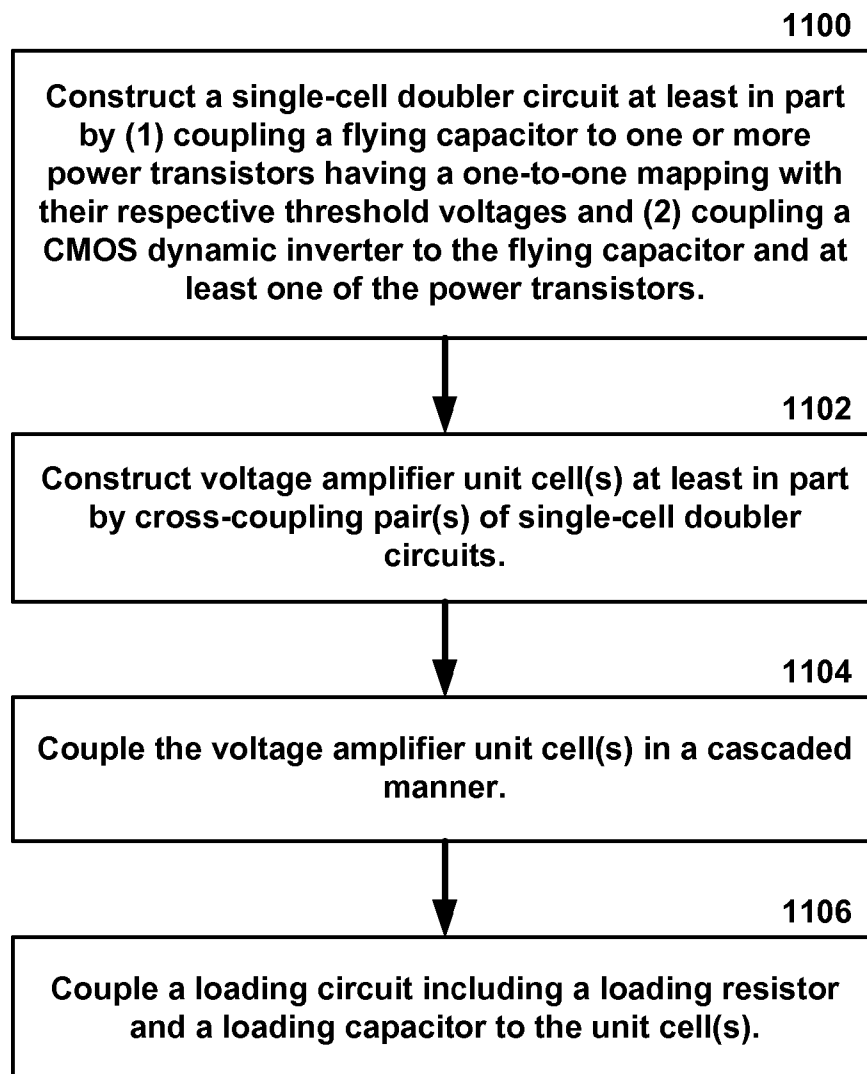 1100
Construct a single-cell doubler circuit at least in part
by (1) coupling a flying capacitor to one or more
power transistors having a one-to-one mapping with
their respective threshold voltages and (2) coupling a
CMOS dynamic inverter to the flying capacitor and at
least one of the power transistors.
1102
Construct voltage amplifier unit cell(s) at least in part
by cross-coupling pair(s) of single-cell doubler
circuits.
1104
Couple the voltage amplifier unit cell(s) in a cascaded
manner.
1106
Couple a loading circuit including a loading resistor
and a loading capacitor to the unit cell(s).